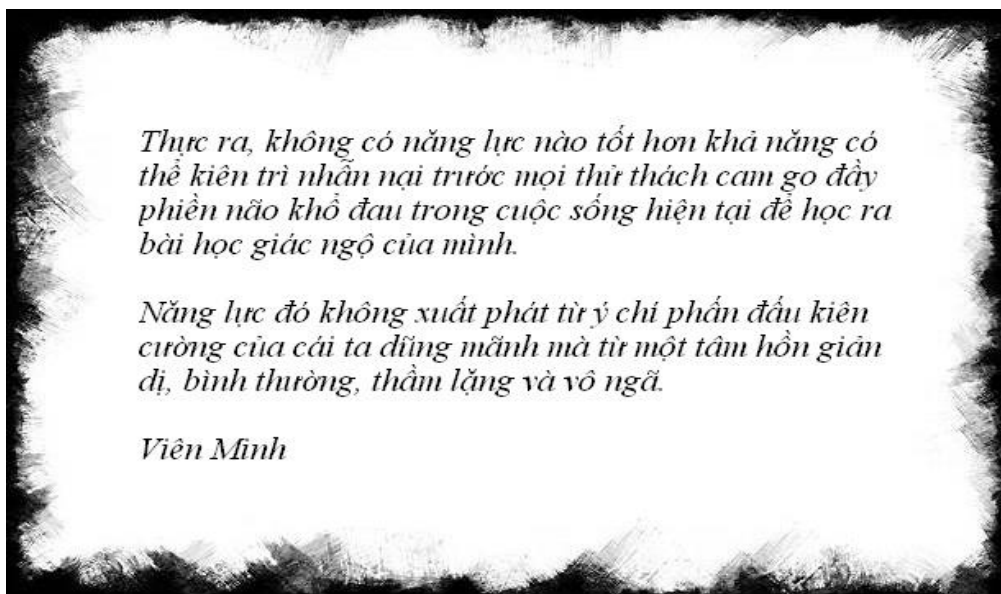 Thực ra, không có năng lực nào tốt hơn khả năng có
thể kiên trì nhẫn nại trước mọi thử thách cam go đầy
phiền não khổ đau trong cuộc sống hiện tại để học ra
bài học giác ngộ của mình.
Năng lực đó không xuất phát từ ý chí phấn đấu kiên
cường của cái ta dũng mãnh mà từ một tâm hồn giản
dị, bình thường, thầm lặng và vô ngã.
Viên Minh